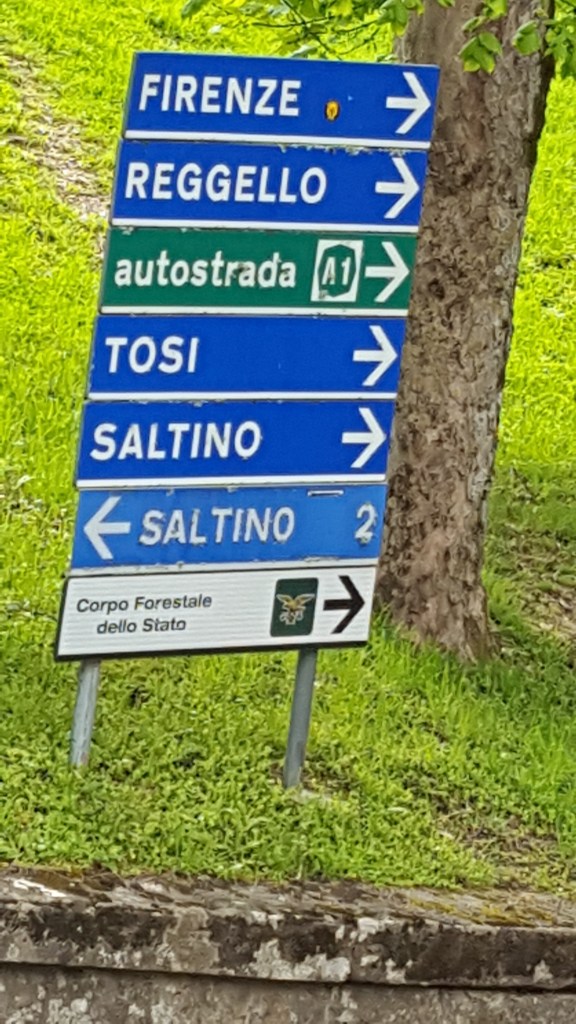 FIRENZE
REGGELLO
autostrada A1
TOSI
SALTINO
SALTINO 2
Corpo Forestale
dello Stato